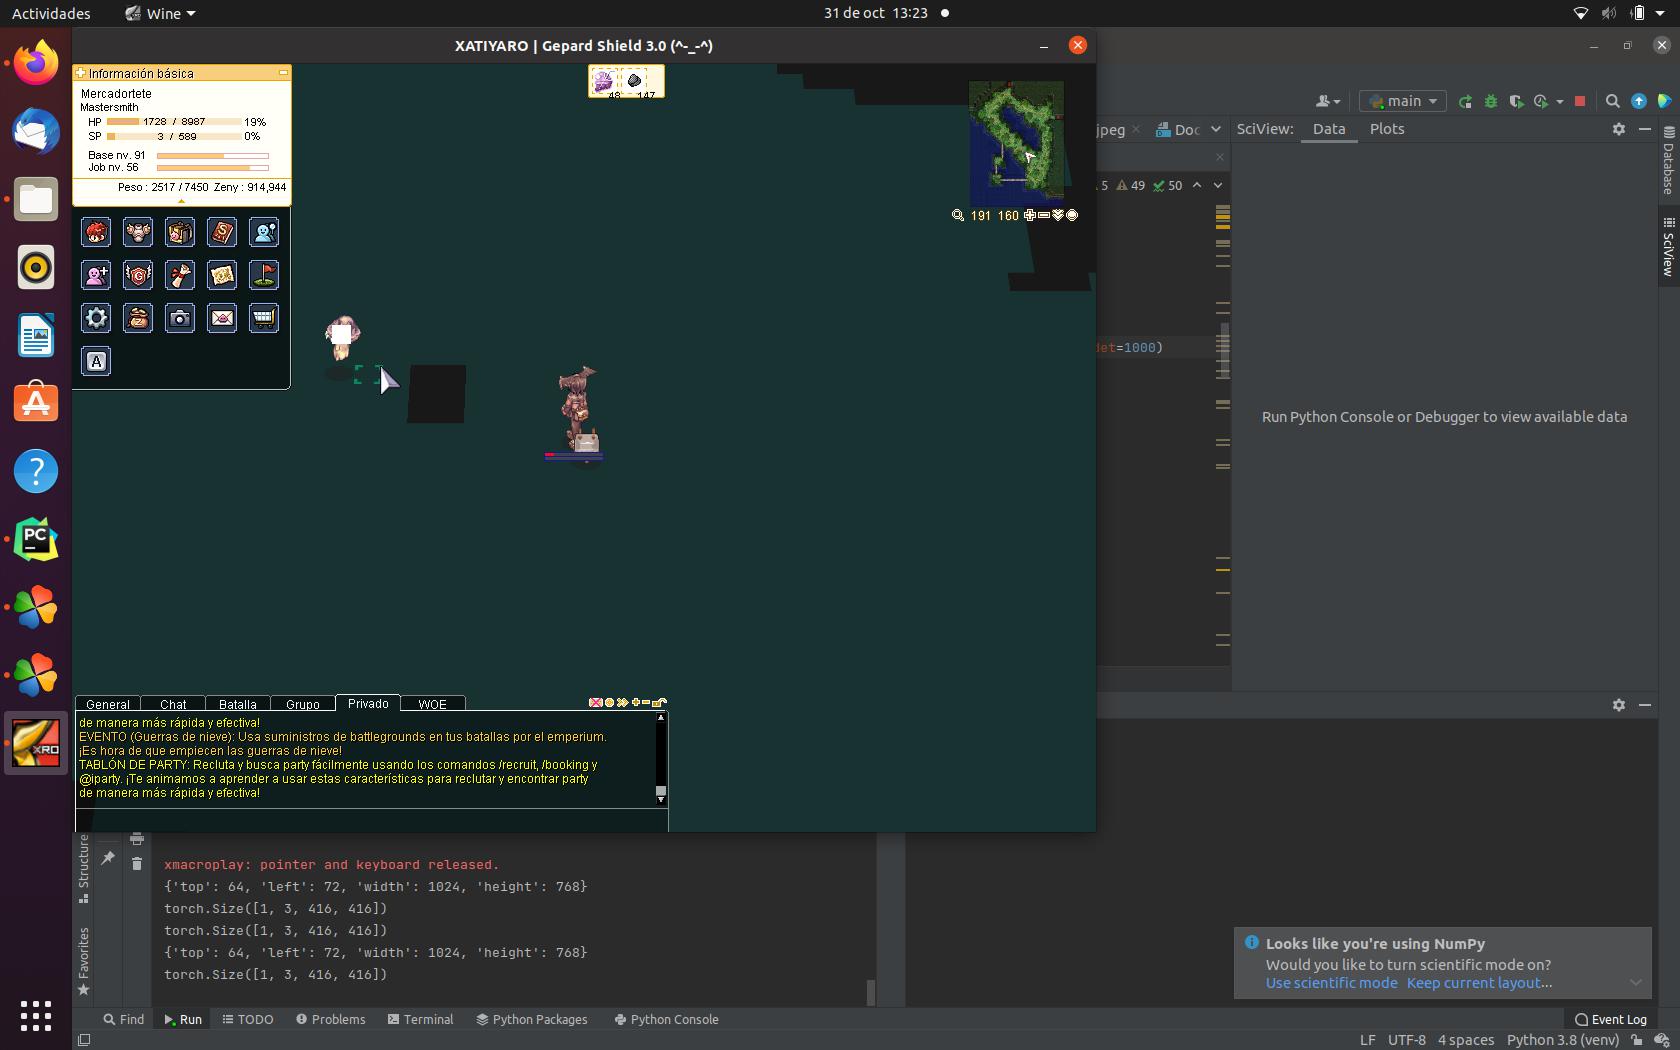 Actividades
Wine
31 de oct 13:23
XATIYARO | Gepard Shield 3.0 (^-_-^)
Información básica
Mercadortete
Mastersmith
HP 1728 / 8987 19%
SP 3 / 589 0%
Base nv. 91
Job nv. 56
Peso : 2517 / 7450 Zeny : 914,944
48 147
191 160
A
PC
XRO
General Chat Batalla Grupo Privado WOE
de manera más rápida y efectiva!
EVENTO (Guerras de nieve): Usa suministros de battlegrounds en tus batallas por el emperium.
¡Es hora de que empiecen las guerras de nieve!
TABLÓN DE PARTY: Recluta y busca party fácilmente usando los comandos /recruit, /booking y
@iparty. ¡Te animamos a aprender a usar estas características para reclutar y encontrar party
de manera más rápida y efectiva!
main
jpeg
Doc
SciView: Data Plots
5 49 50
det=1000)
Run Python Console or Debugger to view available data
Database
SciView
Structure
Favorites
xmacroplay: pointer and keyboard released.
{'top': 64, 'left': 72, 'width': 1024, 'height': 768}
torch.Size([1, 3, 416, 416])
torch.Size([1, 3, 416, 416])
{'top': 64, 'left': 72, 'width': 1024, 'height': 768}
torch.Size([1, 3, 416, 416])
Looks like you're using NumPy
Would you like to turn scientific mode on?
Use scientific mode Keep current layout...
Find Run TODO Problems Terminal Python Packages Python Console
Event Log
LF UTF-8 4 spaces Python 3.8 (venv)